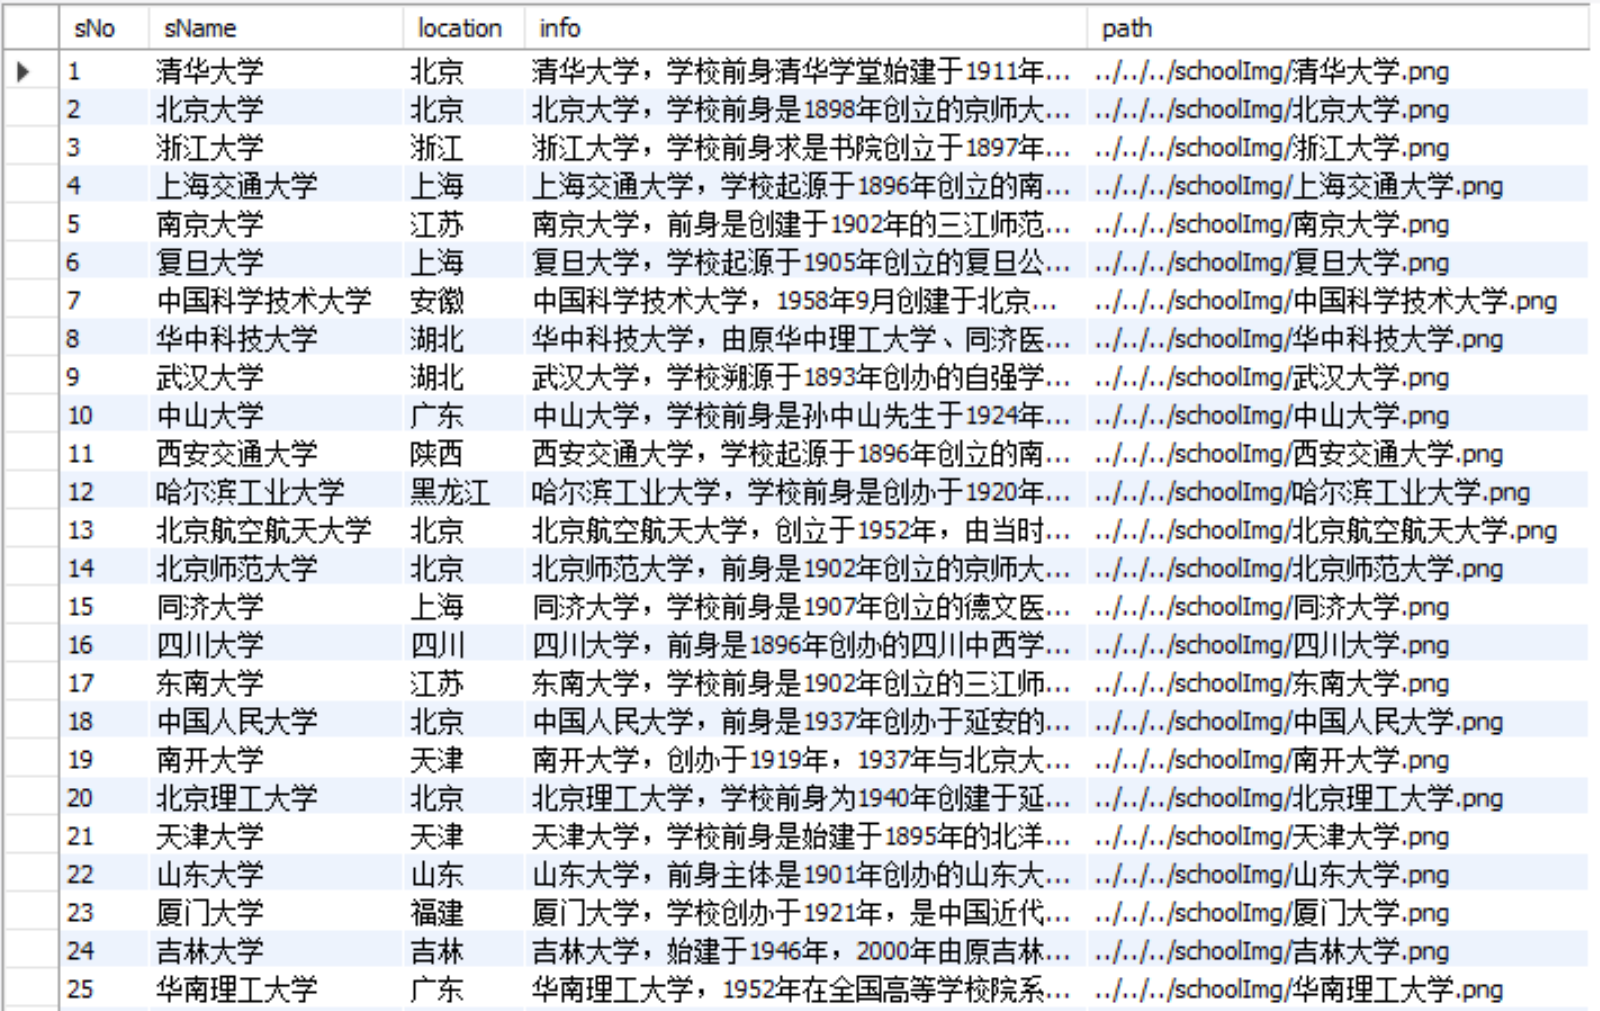 sNo sName location info path
1 清华大学 北京 清华大学，学校前身清华学堂始建于1911年... ../../../schoolImg/清华大学.png
2 北京大学 北京 北京大学，学校前身是1898年创立的京师大... ../../../schoolImg/北京大学.png
3 浙江大学 浙江 浙江大学，学校前身求是书院创立于1897年... ../../../schoolImg/浙江大学.png
4 上海交通大学 上海 上海交通大学，学校起源于1896年创立的南... ../../../schoolImg/上海交通大学.png
5 南京大学 江苏 南京大学，前身是创建于1902年的三江师范... ../../../schoolImg/南京大学.png
6 复旦大学 上海 复旦大学，学校起源于1905年创立的复旦公... ../../../schoolImg/复旦大学.png
7 中国科学技术大学 安徽 中国科学技术大学，1958年9月创建于北京... ../../../schoolImg/中国科学技术大学.png
8 华中科技大学 湖北 华中科技大学，由原华中理工大学、同济医... ../../../schoolImg/华中科技大学.png
9 武汉大学 湖北 武汉大学，学校溯源于1893年创办的自强学... ../../../schoolImg/武汉大学.png
10 中山大学 广东 中山大学，学校前身是孙中山先生于1924年... ../../../schoolImg/中山大学.png
11 西安交通大学 陕西 西安交通大学，学校起源于1896年创立的南... ../../../schoolImg/西安交通大学.png
12 哈尔滨工业大学 黑龙江 哈尔滨工业大学，学校前身是创办于1920年... ../../../schoolImg/哈尔滨工业大学.png
13 北京航空航天大学 北京 北京航空航天大学，创立于1952年，由当时... ../../../schoolImg/北京航空航天大学.png
14 北京师范大学 北京 北京师范大学，前身是1902年创立的京师大... ../../../schoolImg/北京师范大学.png
15 同济大学 上海 同济大学，学校前身是1907年创立的德文医... ../../../schoolImg/同济大学.png
16 四川大学 四川 四川大学，前身是1896年创办的四川中西学... ../../../schoolImg/四川大学.png
17 东南大学 江苏 东南大学，学校前身是1902年创立的三江师... ../../../schoolImg/东南大学.png
18 中国人民大学 北京 中国人民大学，前身是1937年创办于延安的... ../../../schoolImg/中国人民大学.png
19 南开大学 天津 南开大学，创办于1919年，1937年与北京大... ../../../schoolImg/南开大学.png
20 北京理工大学 北京 北京理工大学，学校前身为1940年创建于延... ../../../schoolImg/北京理工大学.png
21 天津大学 天津 天津大学，学校前身是始建于1895年的北洋... ../../../schoolImg/天津大学.png
22 山东大学 山东 山东大学，前身主体是1901年创办的山东大... ../../../schoolImg/山东大学.png
23 厦门大学 福建 厦门大学，学校创办于1921年，是中国近代... ../../../schoolImg/厦门大学.png
24 吉林大学 吉林 吉林大学，始建于1946年，2000年由原吉林... ../../../schoolImg/吉林大学.png
25 华南理工大学 广东 华南理工大学，1952年在全国高等学校院系... ../../../schoolImg/华南理工大学.png